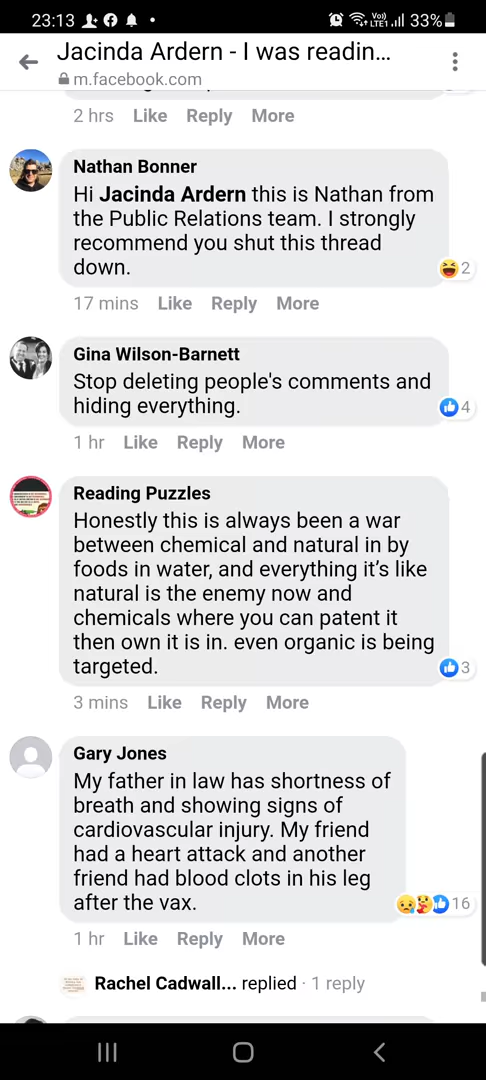 23:13
Vo))
LTE1
33%
Jacinda Ardern - I was readin...
m.facebook.com
2 hrs Like Reply More
Nathan Bonner
Hi Jacinda Ardern this is Nathan from
the Public Relations team. I strongly
recommend you shut this thread
down.
2
17 mins Like Reply More
Gina Wilson-Barnett
Stop deleting people's comments and
hiding everything.
4
1 hr Like Reply More
Reading Puzzles
Honestly this is always been a war
between chemical and natural in by
foods in water, and everything it's like
natural is the enemy now and
chemicals where you can patent it
then own it is in. even organic is being
targeted.
3
3 mins Like Reply More
Gary Jones
My father in law has shortness of
breath and showing signs of
cardiovascular injury. My friend
had a heart attack and another
friend had blood clots in his leg
after the vax.
16
1 hr Like Reply More
Rachel Cadwall... replied · 1 reply